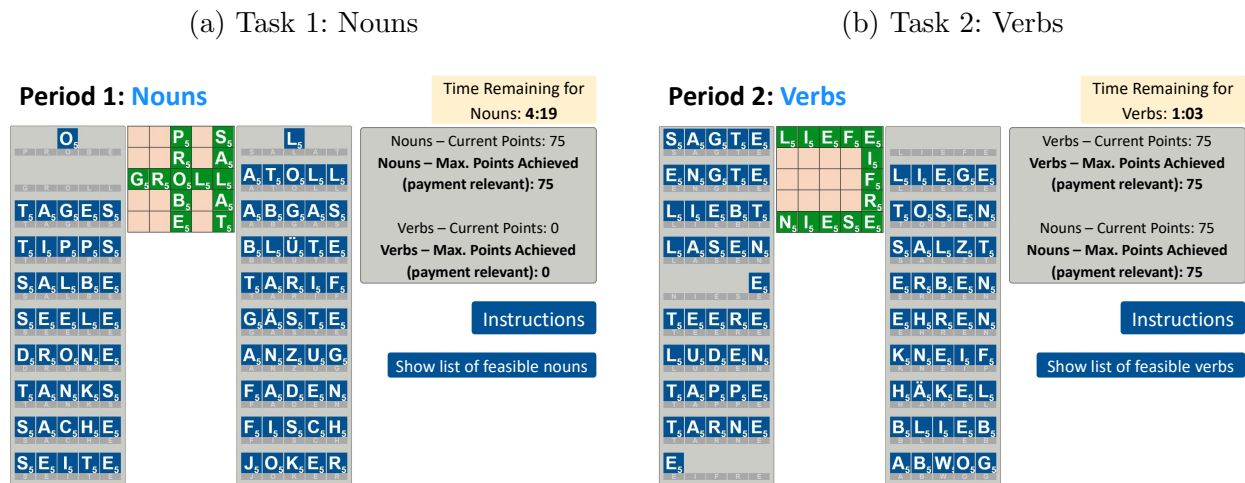 (a) Task 1: Nouns
Period 1: Nouns
Time Remaining for
Nouns: 4:19
O
TAGES
TIPPS
SALBE
SEELE
DRONE
TANKS
SACHE
SEITE
P S
R A
GROLL
B A
E T
L
ATOLL
ABGAS
BLÜTE
TARIF
GÄSTE
ANZUG
FADEN
FISCH
JOKER
Nouns – Current Points: 75
Nouns – Max. Points Achieved
(payment relevant): 75
Verbs – Current Points: 0
Verbs – Max. Points Achieved
(payment relevant): 0
Instructions
Show list of feasible nouns
(b) Task 2: Verbs
Period 2: Verbs
Time Remaining for
Verbs: 1:03
SAGTE
ENGTE
LIEBT
LASEN
E
TEERE
LUDEN
TAPPE
TARNE
E
LIEFE
I
F
R
NIESE
LIEGE
TOSEN
SALZT
ERBEN
EHREN
KNEIF
HÄKEL
BLIEB
ABWOG
Verbs – Current Points: 75
Verbs – Max. Points Achieved
(payment relevant): 75
Nouns – Current Points: 75
Nouns – Max. Points Achieved
(payment relevant): 75
Instructions
Show list of feasible verbs